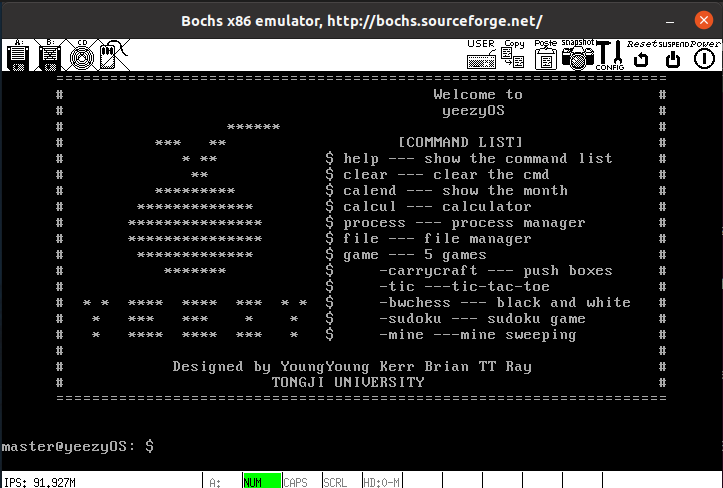 Bochs x86 emulator, http://bochs.sourceforge.net/
A: B: CD USER Copy Paste snapshot CONFIG Reset SUSPEND Power
==================================================================
# Welcome to #
# yeezyOS #
# ****** #
# *** ** [COMMAND LIST] #
# * ** $ help --- show the command list #
# ** $ clear --- clear the cmd #
# ********* $ calend --- show the month #
# ************* $ calcul --- calculator #
# *************** $ process --- process manager #
# *************** $ file --- file manager #
# ************* $ game --- 5 games #
# ******* $ -carrycraft --- push boxes #
# $ -tic ---tic-tac-toe #
# * * **** **** *** * * $ -bwchess --- black and white #
# * *** *** * * $ -sudoku --- sudoku game #
# * **** **** *** * $ -mine ---mine sweeping #
# #
# Designed by YoungYoung Kerr Brian TT Ray #
# TONGJI UNIVERSITY #
==================================================================
master@yeezyOS: $
IPS: 91.927M A: NUM CAPS SCRL HD:0-M